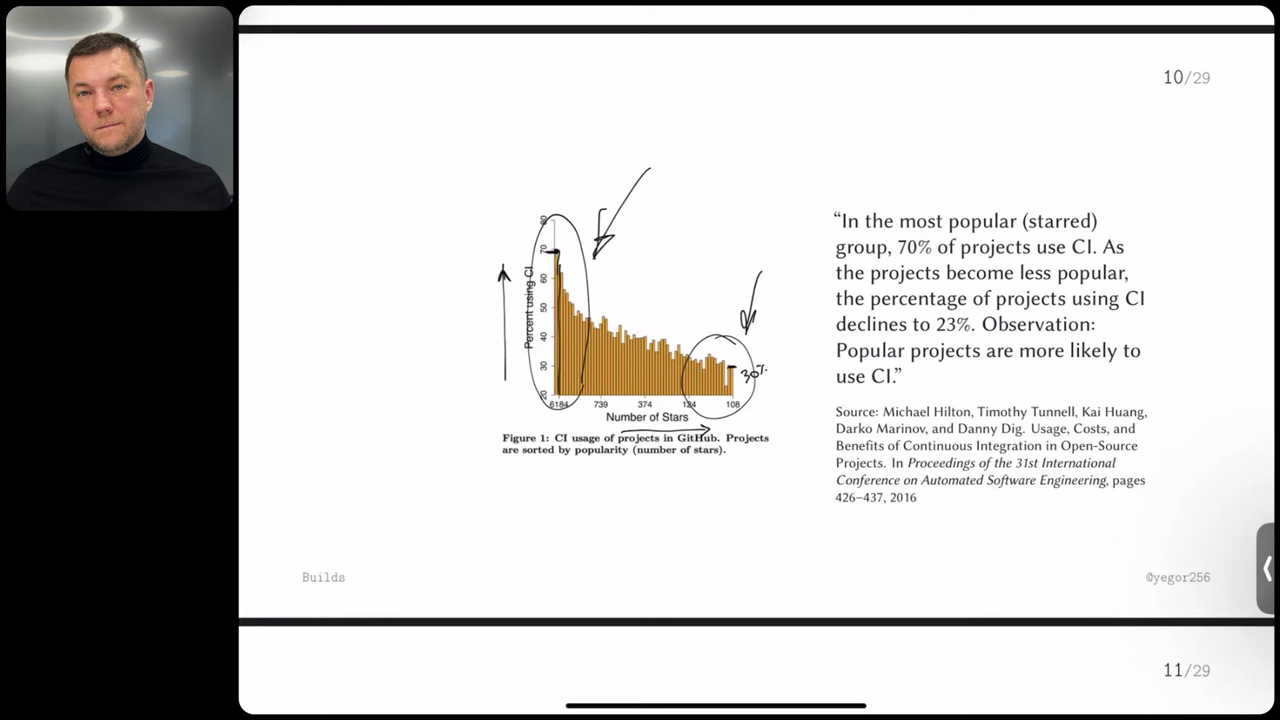 10/29
80
70
60
50
40
30
20
Percent using CI
30%
6184 739 374 108
Number of Stars
Figure 1: CI usage of projects in GitHub. Projects
are sorted by popularity (number of stars).
“In the most popular (starred)
group, 70% of projects use CI. As
the projects become less popular,
the percentage of projects using CI
declines to 23%. Observation:
Popular projects are more likely to
use CI.”
Source: Michael Hilton, Timothy Tunnell, Kai Huang,
Darko Marinov, and Danny Dig. Usage, Costs, and
Benefits of Continuous Integration in Open-Source
Projects. In Proceedings of the 31st International
Conference on Automated Software Engineering, pages
426–437, 2016
Builds
@yegor256
11/29